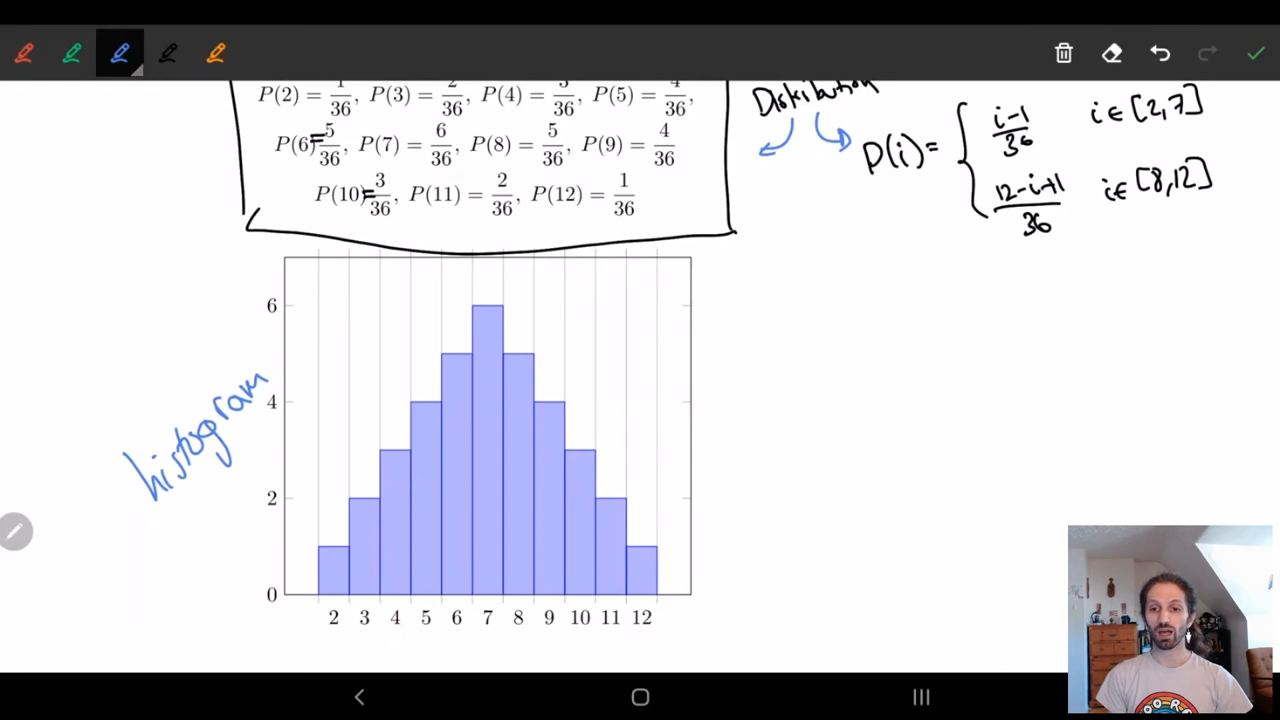 P(2) = 1/36, P(3) = 2/36, P(4) = 3/36, P(5) = 4/36,
P(6)=5/36, P(7) = 6/36, P(8) = 5/36, P(9) = 4/36
P(10)=3/36, P(11) = 2/36, P(12) = 1/36
Distribution
P(i)= { i-1/36 i∈[2,7]
12-i+1/36 i∈[8,12]
histogram
6
4
2
0
2 3 4 5 6 7 8 9 10 11 12